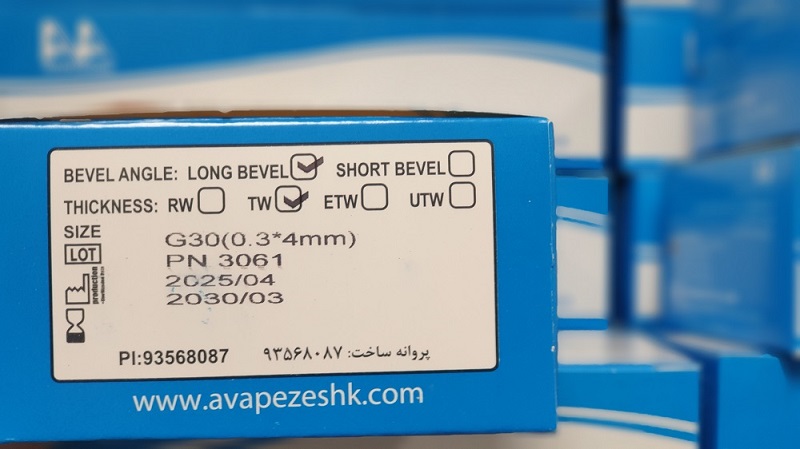 BEVEL ANGLE: LONG BEVEL SHORT BEVEL
THICKNESS: RW TW ETW UTW
SIZE G30(0.3*4mm)
LOT PN 3061
production 2025/04
2030/03
PI:93568087 پروانه ساخت: ۹۳۵۶۸۰۸۷
www.avapezeshk.com